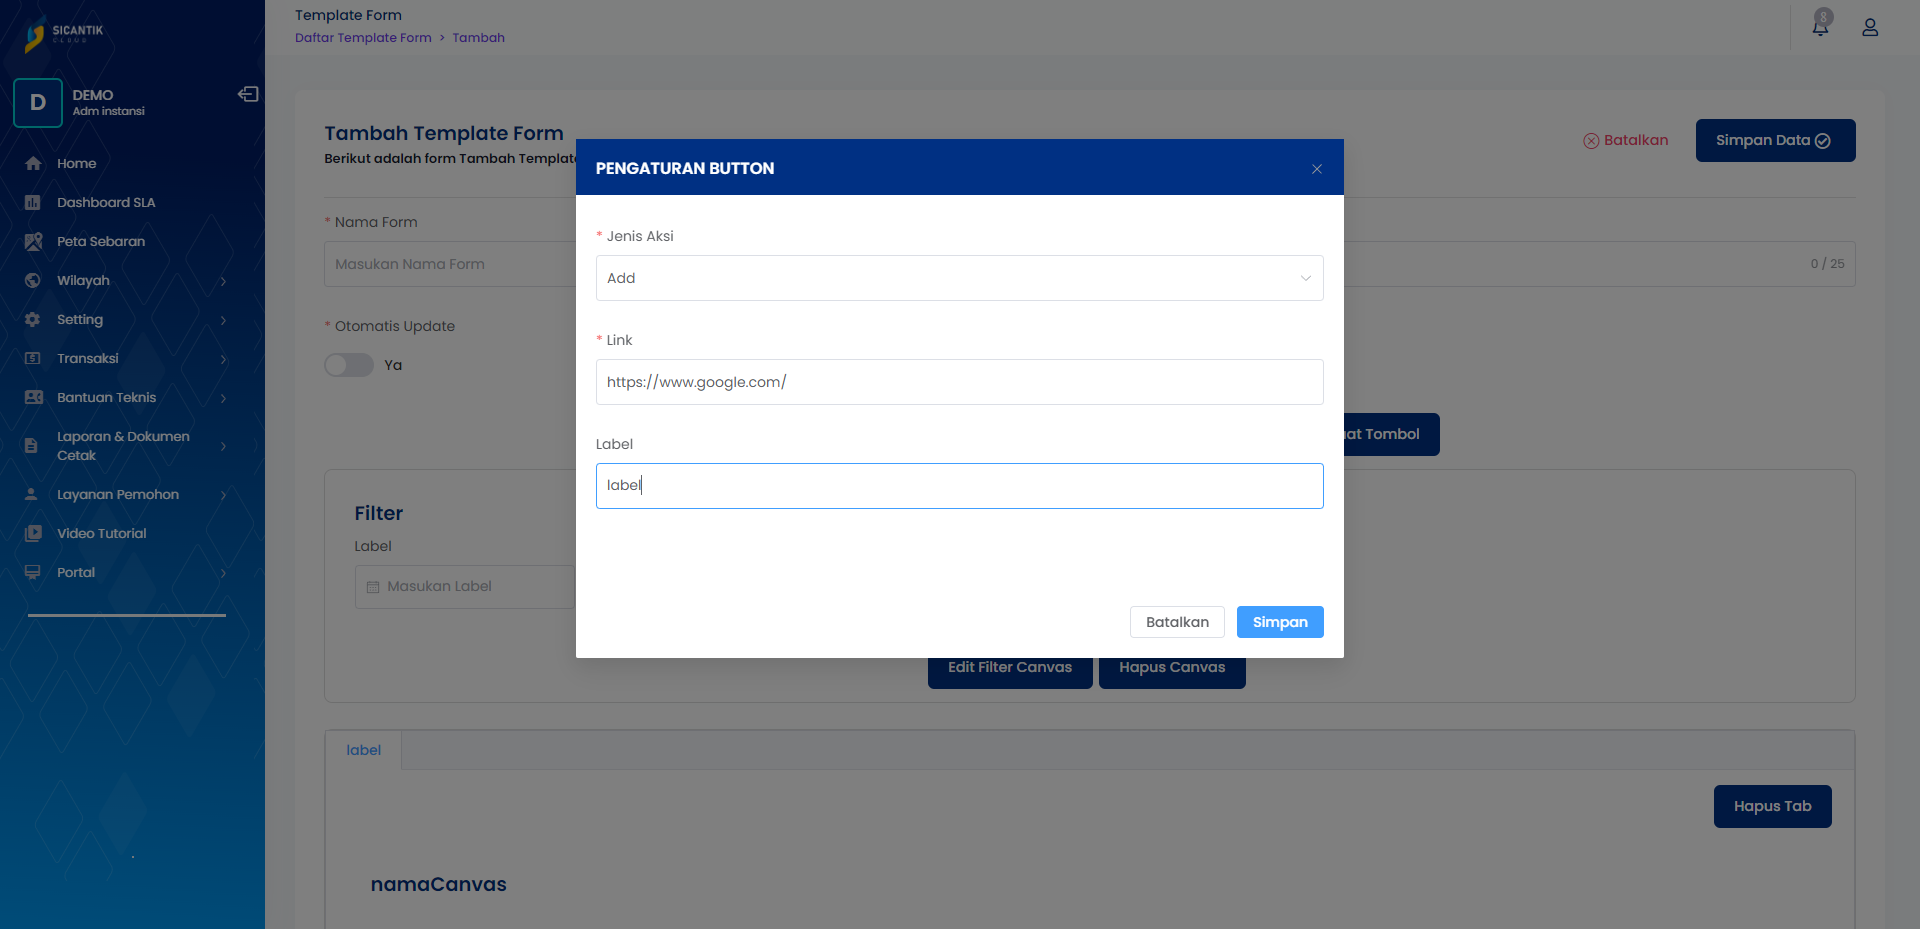 SICANTIK
CLOUD
D
DEMO
Adm instansi
Home
Dashboard SLA
Peta Sebaran
Wilayah
Setting
Transaksi
Bantuan Teknis
Laporan & Dokumen
Cetak
Layanan Pemohon
Video Tutorial
Portal
Template Form
Daftar Template Form > Tambah
8
Tambah Template Form
Berikut adalah form Tambah Template
Batalkan
Simpan Data
* Nama Form
Masukan Nama Form
0 / 25
* Otomatis Update
Ya
Tombol
Filter
Label
Masukan Label
Edit Filter Canvas
Hapus Canvas
label
Hapus Tab
namaCanvas
PENGATURAN BUTTON
* Jenis Aksi
Add
* Link
https://www.google.com/
Label
label
Batalkan
Simpan